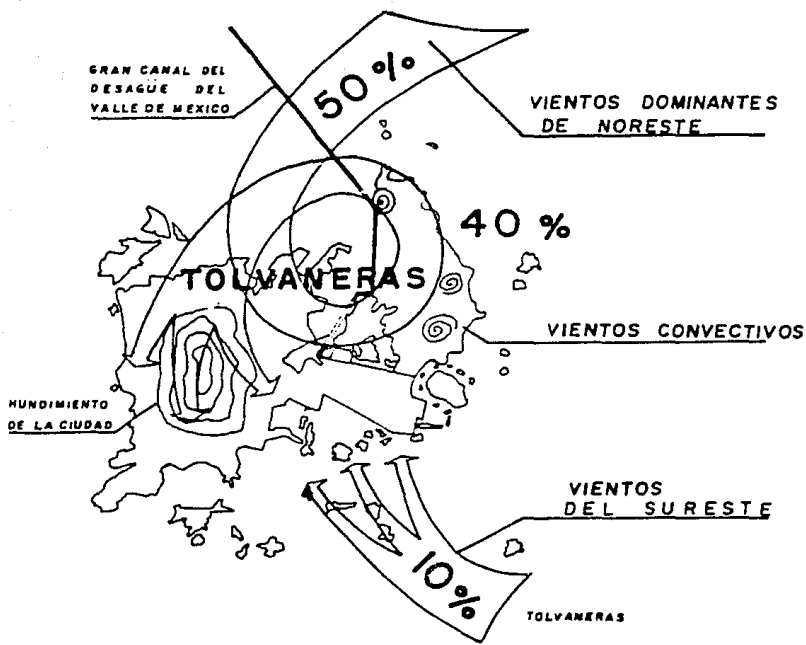 GRAN CANAL DEL
DESAGUE DEL
VALLE DE MEXICO
50%
VIENTOS DOMINANTES
DE NORESTE
40%
TOLVANERAS
VIENTOS CONVECTIVOS
HUNDIMIENTO
DE LA CIUDAD
VIENTOS
DEL SURESTE
10%
TOLVANERAS